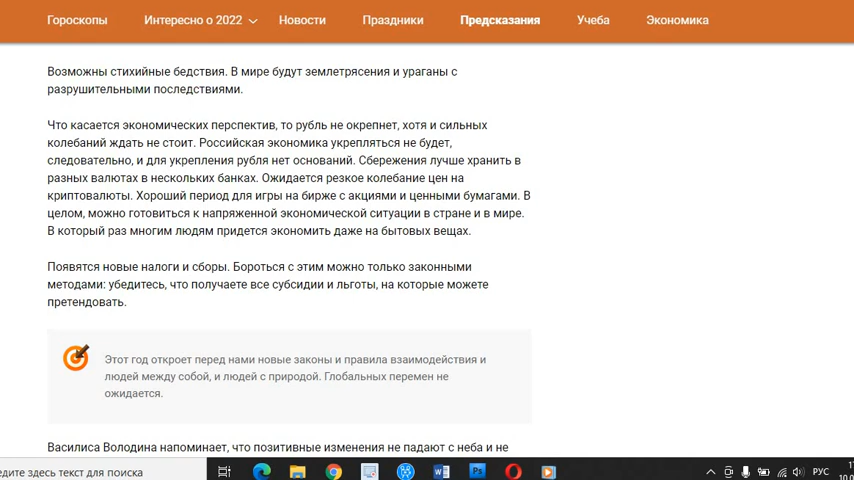 Гороскопы Интересно о 2022 Новости Праздники Предсказания Учеба Экономика
Возможны стихийные бедствия. В мире будут землетрясения и ураганы с
разрушительными последствиями.
Что касается экономических перспектив, то рубль не окрепнет, хотя и сильных
колебаний ждать не стоит. Российская экономика укрепляться не будет,
следовательно, и для укрепления рубля нет оснований. Сбережения лучше хранить в
разных валютах в нескольких банках. Ожидается резкое колебание цен на
криптовалюты. Хороший период для игры на бирже с акциями и ценными бумагами. В
целом, можно готовиться к напряженной экономической ситуации в стране и в мире.
В который раз многим людям придется экономить даже на бытовых вещах.
Появятся новые налоги и сборы. Бороться с этим можно только законными
методами: убедитесь, что получаете все субсидии и льготы, на которые можете
претендовать.
Этот год откроет перед нами новые законы и правила взаимодействия и
людей между собой, и людей с природой. Глобальных перемен не
ожидается.
Василиса Володина напоминает, что позитивные изменения не падают с неба и не
едите здесь текст для поиска W Ps РУС